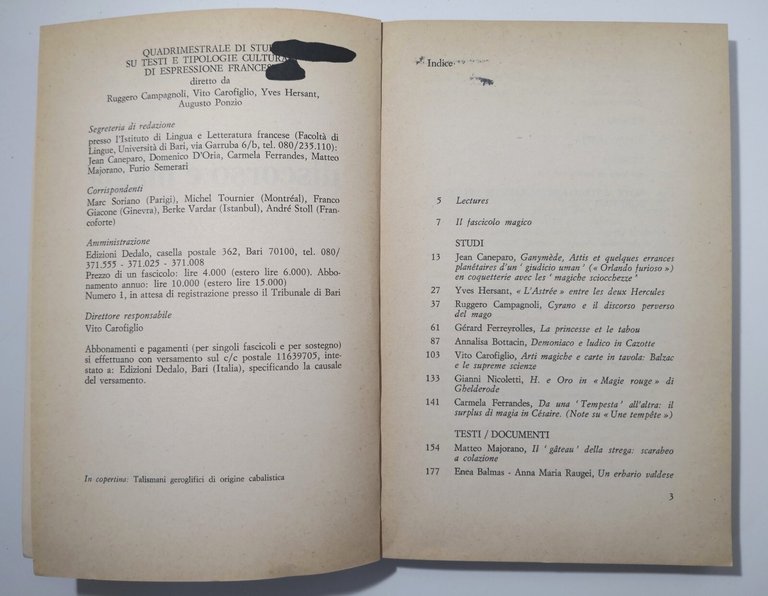 QUADRIMESTRALE DI STU
SU TESTI E TIPOLOGIE CULTURA
DI ESPRESSIONE FRANCES
diretto da
Ruggero Campagnoli, Vito Carofiglio, Yves Hersant,
Augusto Ponzio
Segreteria di redazione
presso l'Istituto di Lingua e Letteratura francese (Facoltà di
Lingue, Università di Bari, via Garruba 6/b, tel. 080/235.110):
Jean Caneparo, Domenico D'Oria, Carmela Ferrandes, Matteo
Majorano, Furio Semerari
Corrispondenti
Marc Soriano (Parigi), Michel Tournier (Montréal), Franco
Giacone (Ginevra), Berke Vardar (Istanbul), André Stoll (Fran-
coforte)
Amministrazione
Edizioni Dedalo, casella postale 362, Bari 70100, tel. 080/
371.555 - 371.025 - 371.008
Prezzo di un fascicolo: lire 4.000 (estero lire 6.000). Abbo-
namento annuo: lire 10.000 (estero lire 15.000)
Numero 1, in attesa di registrazione presso il Tribunale di Bari
Direttore responsabile
Vito Carofiglio
Abbonamenti e pagamenti (per singoli fascicoli e per sostegno)
si effettuano con versamento sul c/c postale 11639705, inte-
stato a: Edizioni Dedalo, Bari (Italia), specificando la causale
del versamento.
In copertina: Talismani geroglifici di origine cabalistica
Indice
5 Lectures
7 Il fascicolo magico
STUDI
13 Jean Caneparo, Ganymède, Attis et quelques errances
planétaires d'un ' giudicio uman ' (« Orlando furioso »)
en coquetterie avec les ' magiche sciocchezze '
27 Yves Hersant, « L'Astrée » entre les deux Hercules
37 Ruggero Campagnoli, Cyrano e il discorso perverso
del mago
61 Gérard Ferreyrolles, La princesse et le tabou
87 Annalisa Bottacin, Demoniaco e ludico in Cazotte
103 Vito Carofiglio, Arti magiche e carte in tavola: Balzac
e le supreme scienze
133 Gianni Nicoletti, H. e Oro in « Magie rouge » di
Ghelderode
141 Carmela Ferrandes, Da una ' Tempesta ' all'altra: il
surplus di magia in Césaire. (Note su « Une tempête »)
TESTI / DOCUMENTI
154 Matteo Majorano, Il ' gâteau ' della strega: scarabeo
a colazione
177 Enea Balmas - Anna Maria Raugei, Un erbario valdese
3